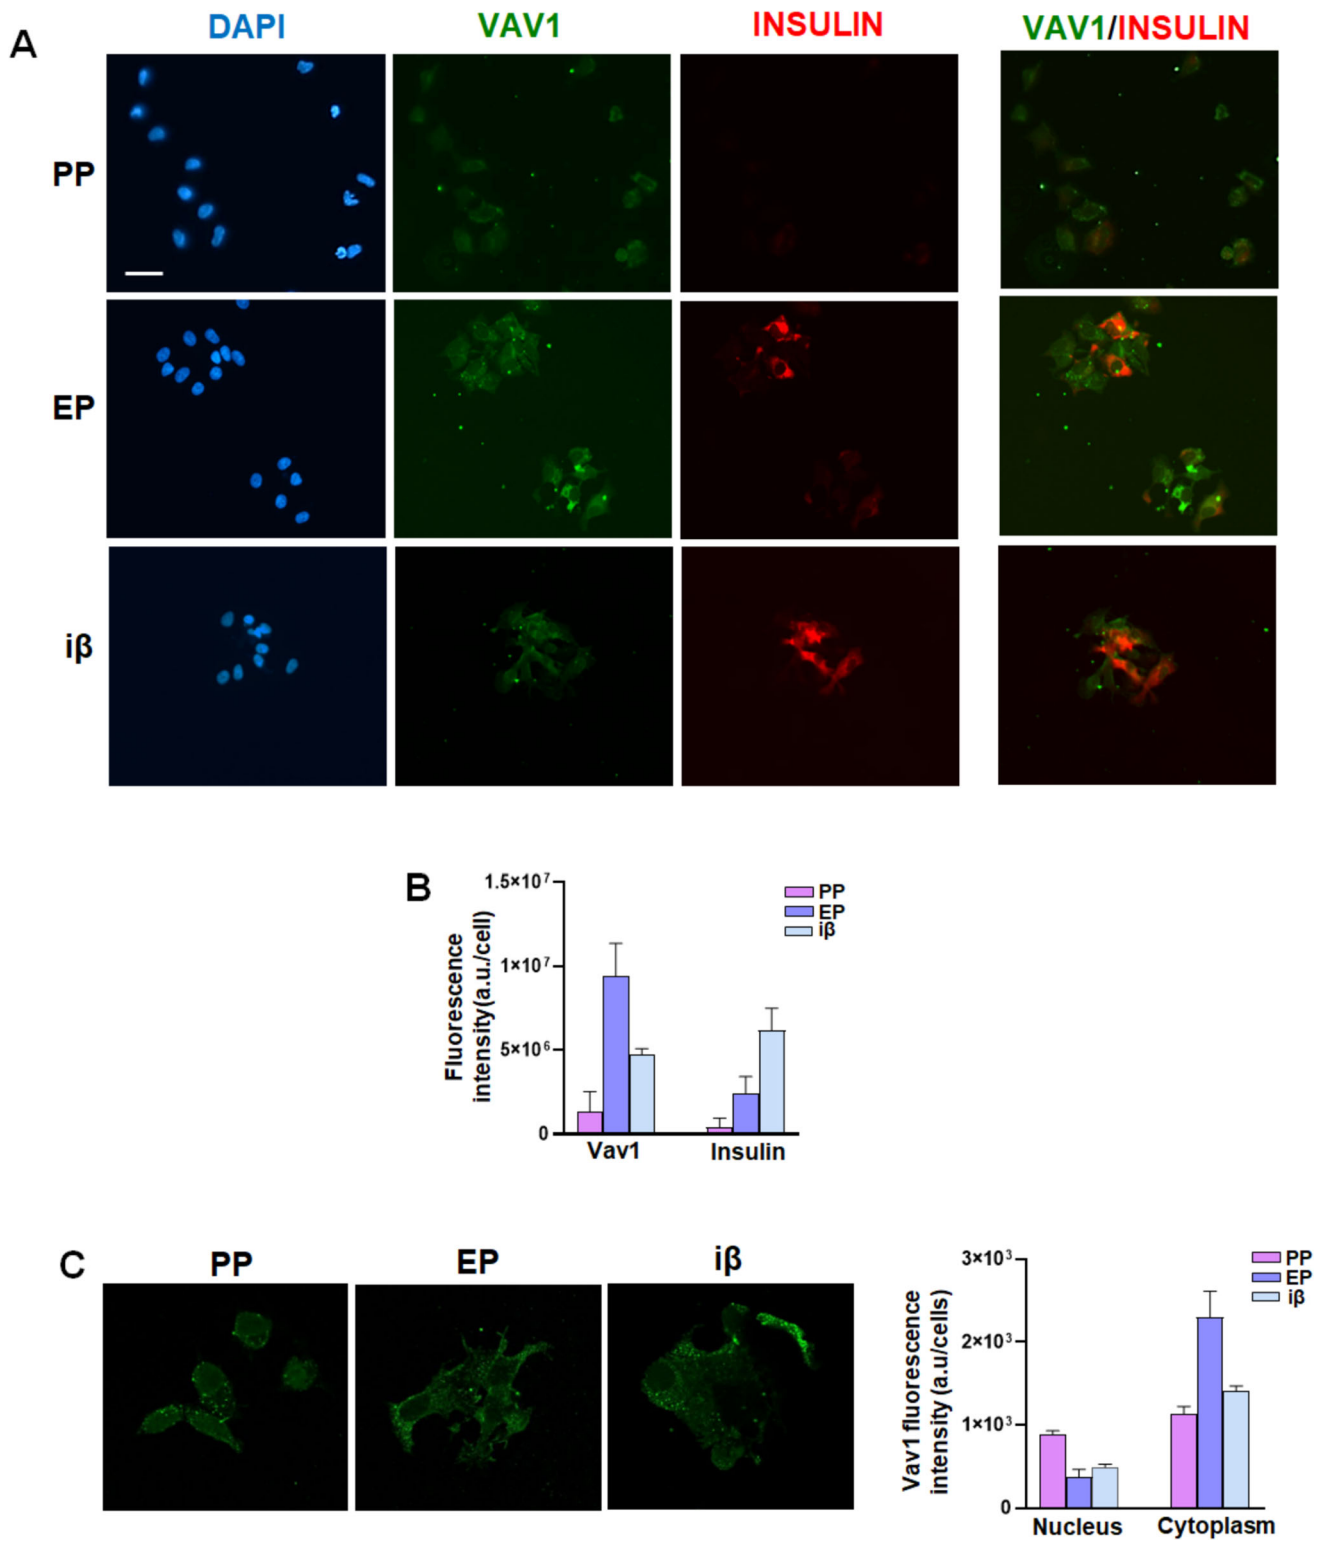 A
DAPI
VAV1
INSULIN
VAV1/INSULIN
PP
EP
iβ
B
Fluorescence
intensity(a.u./cell)
1.5×10⁷
1×10⁷
5×10⁶
0
Vav1
Insulin
PP
EP
iβ
C
PP
EP
iβ
Vav1 fluorescence
intensity (a.u/cells)
3×10³
2×10³
1×10³
0
Nucleus
Cytoplasm
PP
EP
iβ